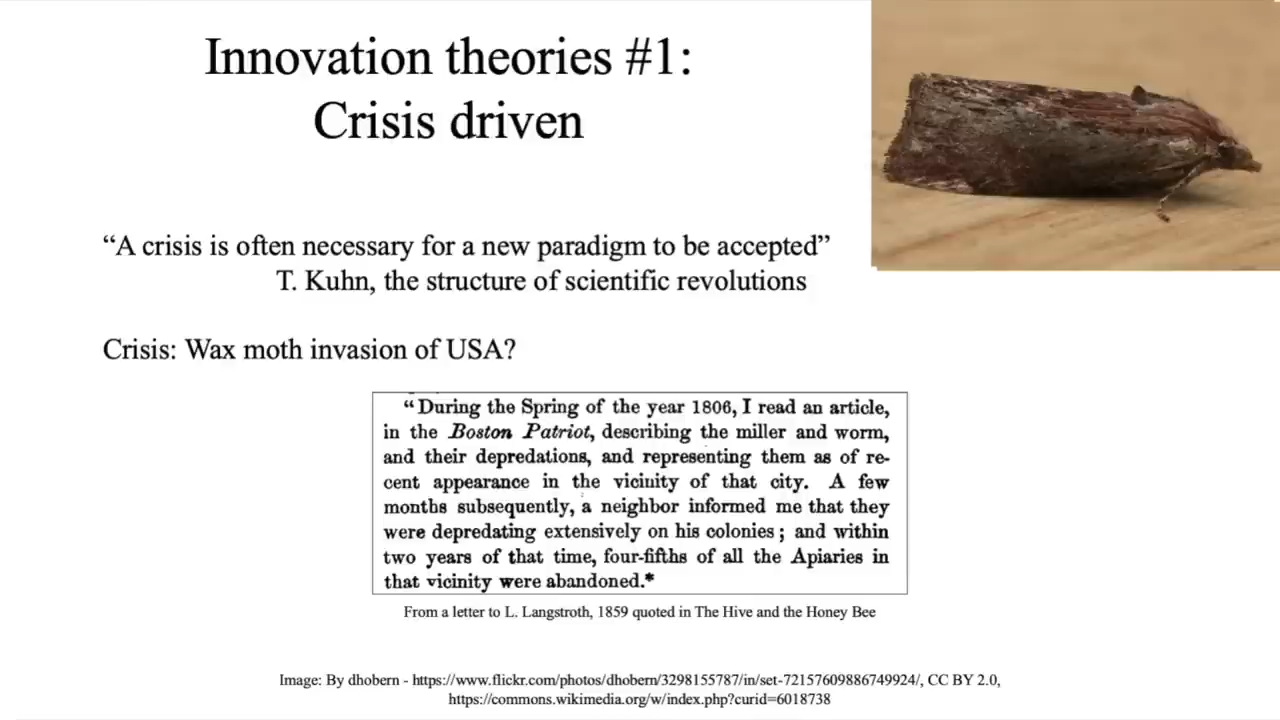 Innovation theories #1:
Crisis driven
“A crisis is often necessary for a new paradigm to be accepted”
T. Kuhn, the structure of scientific revolutions
Crisis: Wax moth invasion of USA?
“During the Spring of the year 1806, I read an article,
in the Boston Patriot, describing the miller and worm,
and their depredations, and representing them as of re-
cent appearance in the vicinity of that city. A few
months subsequently, a neighbor informed me that they
were depredating extensively on his colonies; and within
two years of that time, four-fifths of all the Apiaries in
that vicinity were abandoned.*
From a letter to L. Langstroth, 1859 quoted in The Hive and the Honey Bee
Image: By dhobern - https://www.flickr.com/photos/dhobern/3298155787/in/set-72157609886749924/, CC BY 2.0,
https://commons.wikimedia.org/w/index.php?curid=6018738